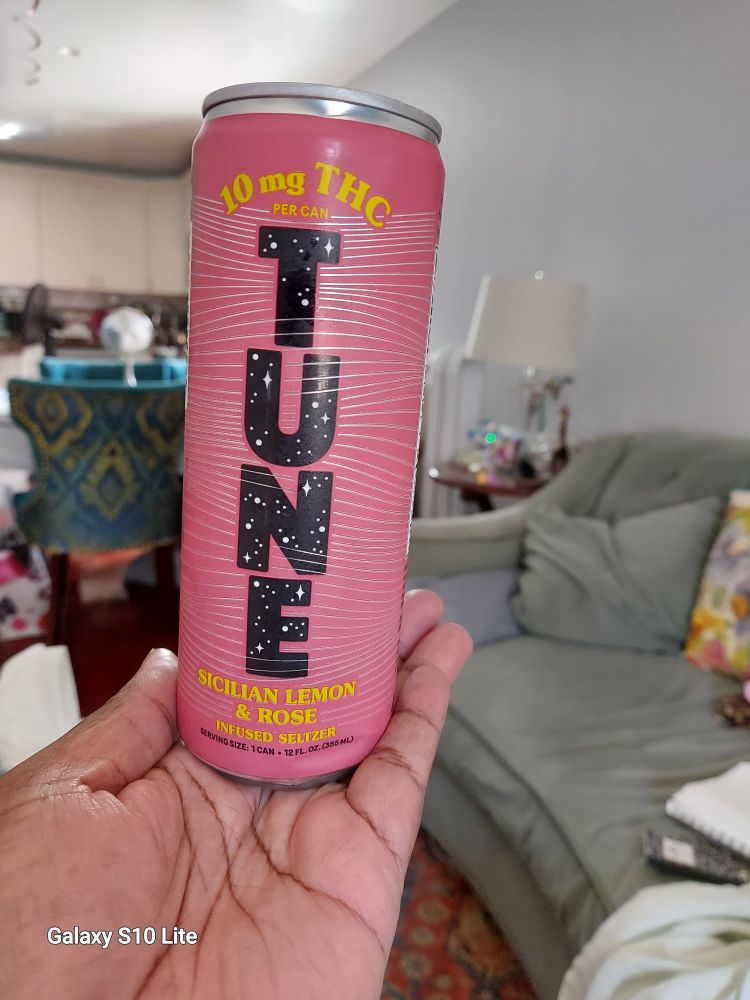 10 mg THC
PER CAN
TUNE
SICILIAN LEMON
& ROSE
INFUSED SELTZER
SERVING SIZE: 1 CAN • 12 FL. OZ. (355 ML)
Galaxy S10 Lite